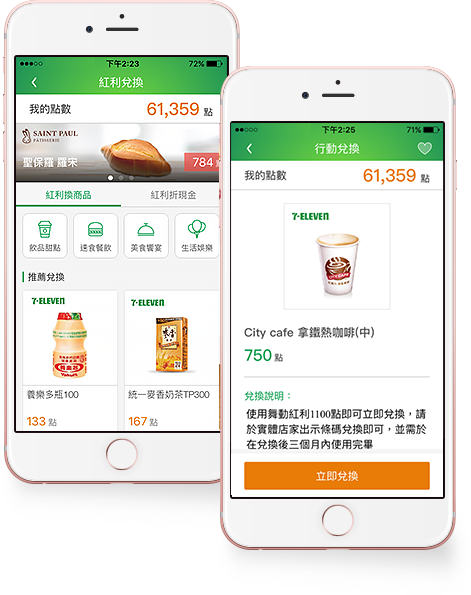 下午2:23
72%
紅利兌換
我的點數
61,359 點
SAINT PAUL
PÂTISSERIE
聖保羅 羅宋
784
紅利換商品
紅利折現金
飲品甜點
速食餐飲
美食饗宴
生活娛樂
推薦兌換
7-ELEVEN
7-ELEVEN
養樂多瓶100
統一麥香奶茶TP300
133 點
167 點
下午2:25
71%
行動兌換
我的點數
61,359 點
7-ELEVEN
CITY CAFE
City cafe 拿鐵熱咖啡(中)
750 點
兌換說明：
使用舞動紅利1100點即可立即兌換，請
於實體店家出示條碼兌換即可，並需於
在兌換後三個月內使用完畢
立即兌換